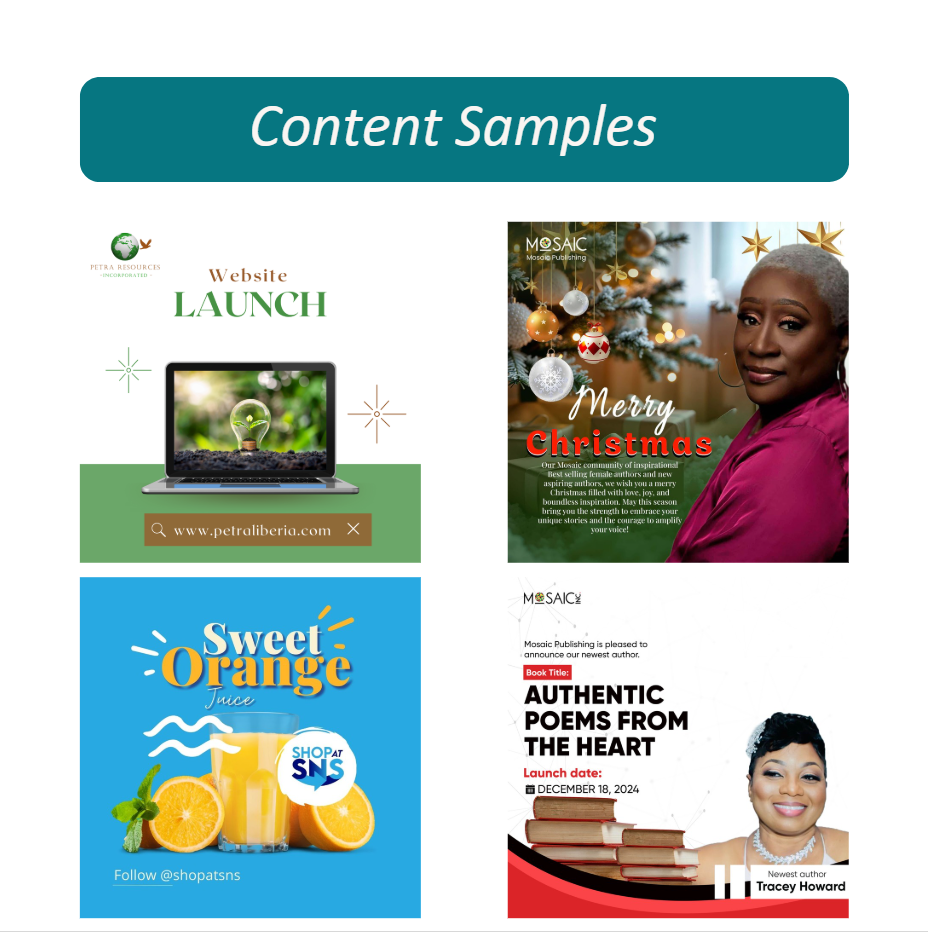 Content Samples
PETRA RESOURCES
- INCORPORATED -
Website
LAUNCH
www.petraliberia.com
MOSAIC
Mosaic Publishing
Merry
Christmas
Our Mosaic community of inspirational
Best selling female authors and new
aspiring authors, we wish you a merry
Christmas filled with love, joy, and
boundless inspiration. May this season
bring you the strength to embrace your
unique stories and the courage to amplify
your voice!
Sweet
Orange
Juice
SHOP AT
SNS
Follow @shopatsns
MOSAIC INC
Mosaic Publishing is pleased to
announce our newest author.
Book Title:
AUTHENTIC
POEMS FROM
THE HEART
Launch date:
DECEMBER 18, 2024
Newest author
Tracey Howard